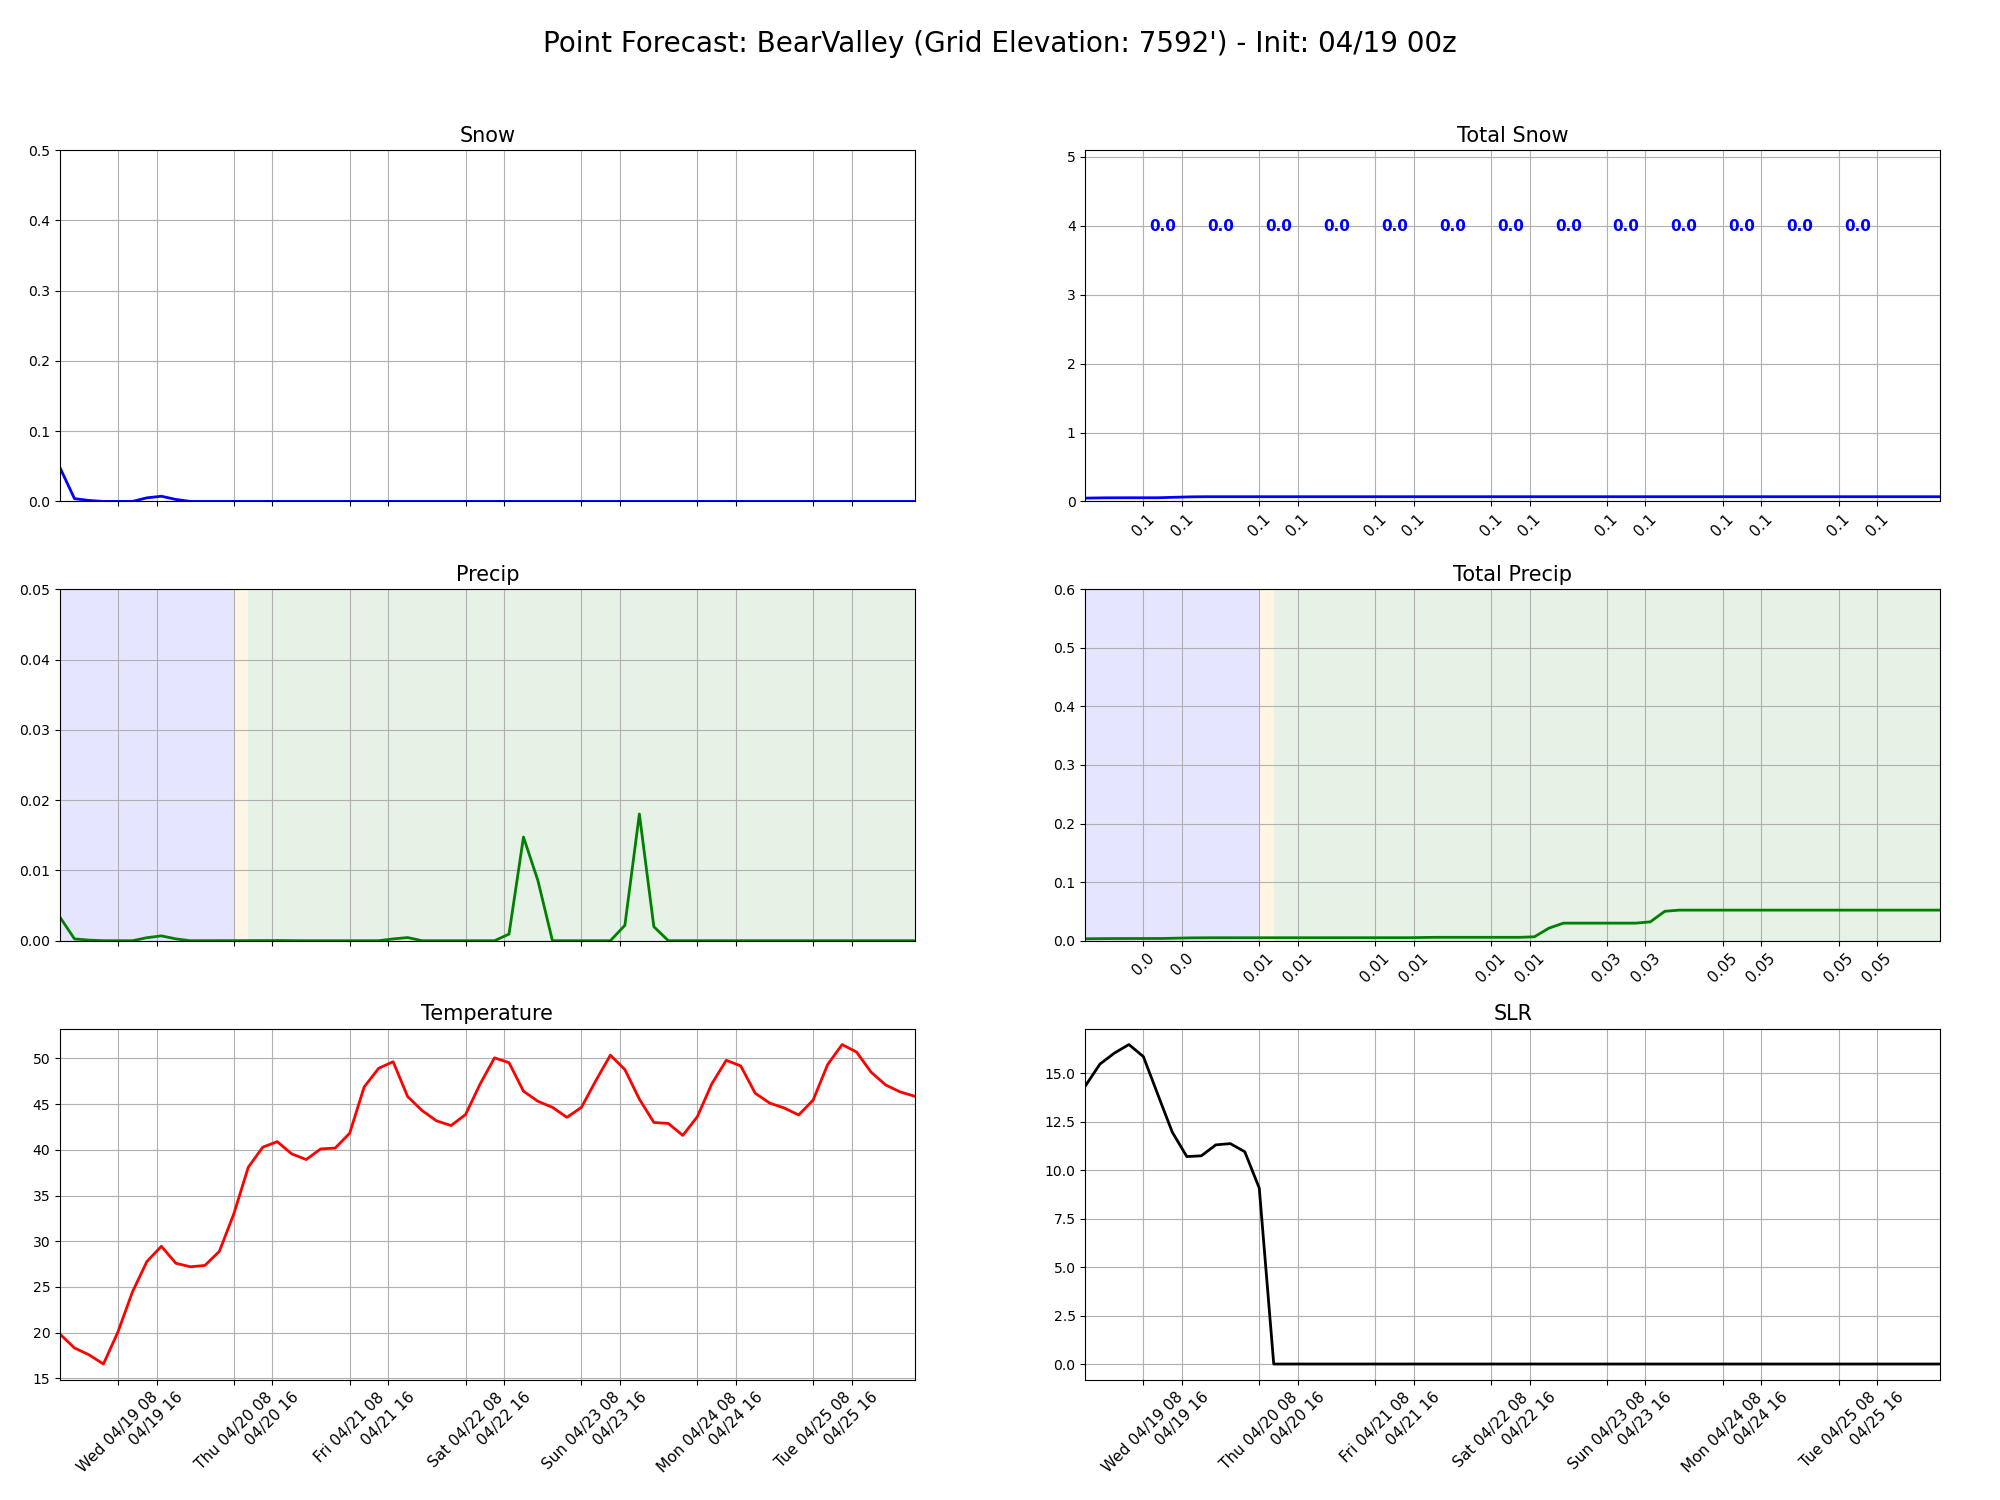 Point Forecast: BearValley (Grid Elevation: 7592') - Init: 04/19 00z
Snow
0.5
0.4
0.3
0.2
0.1
0.0
Total Snow
5
4
3
2
1
0
0.0 0.0 0.0 0.0 0.0 0.0 0.0 0.0 0.0 0.0 0.0 0.0 0.0
0.1 0.1 0.1 0.1 0.1 0.1 0.1 0.1 0.1 0.1 0.1 0.1 0.1 0.1
Precip
0.05
0.04
0.03
0.02
0.01
0.00
Total Precip
0.6
0.5
0.4
0.3
0.2
0.1
0.0
0.0 0.0 0.01 0.01 0.01 0.01 0.01 0.01 0.03 0.03 0.05 0.05 0.05 0.05
Temperature
50
45
40
35
30
25
20
15
Wed 04/19 08
04/19 16
Thu 04/20 08
04/20 16
Fri 04/21 08
04/21 16
Sat 04/22 08
04/22 16
Sun 04/23 08
04/23 16
Mon 04/24 08
04/24 16
Tue 04/25 08
04/25 16
SLR
15.0
12.5
10.0
7.5
5.0
2.5
0.0
Wed 04/19 08
04/19 16
Thu 04/20 08
04/20 16
Fri 04/21 08
04/21 16
Sat 04/22 08
04/22 16
Sun 04/23 08
04/23 16
Mon 04/24 08
04/24 16
Tue 04/25 08
04/25 16